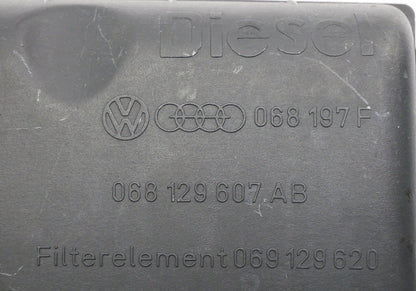 Diesel
068 197 F
068 129 607 AB
Filterelement 069 129 620